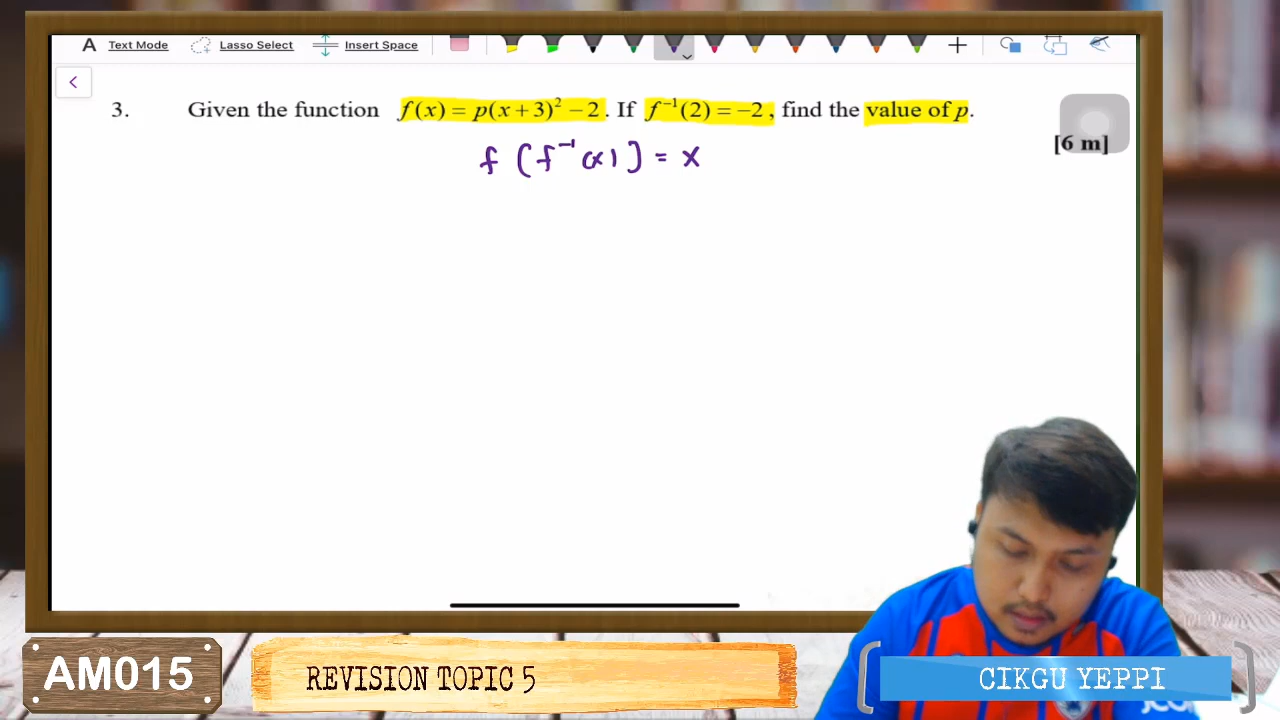 A Text Mode Lasso Select Insert Space
3. Given the function f(x) = p(x+3)² − 2. If f⁻¹(2) = −2, find the value of p.
[6 m]
f(f⁻¹(x)) = x
AM015
REVISION TOPIC 5
CIKGU YEPPI